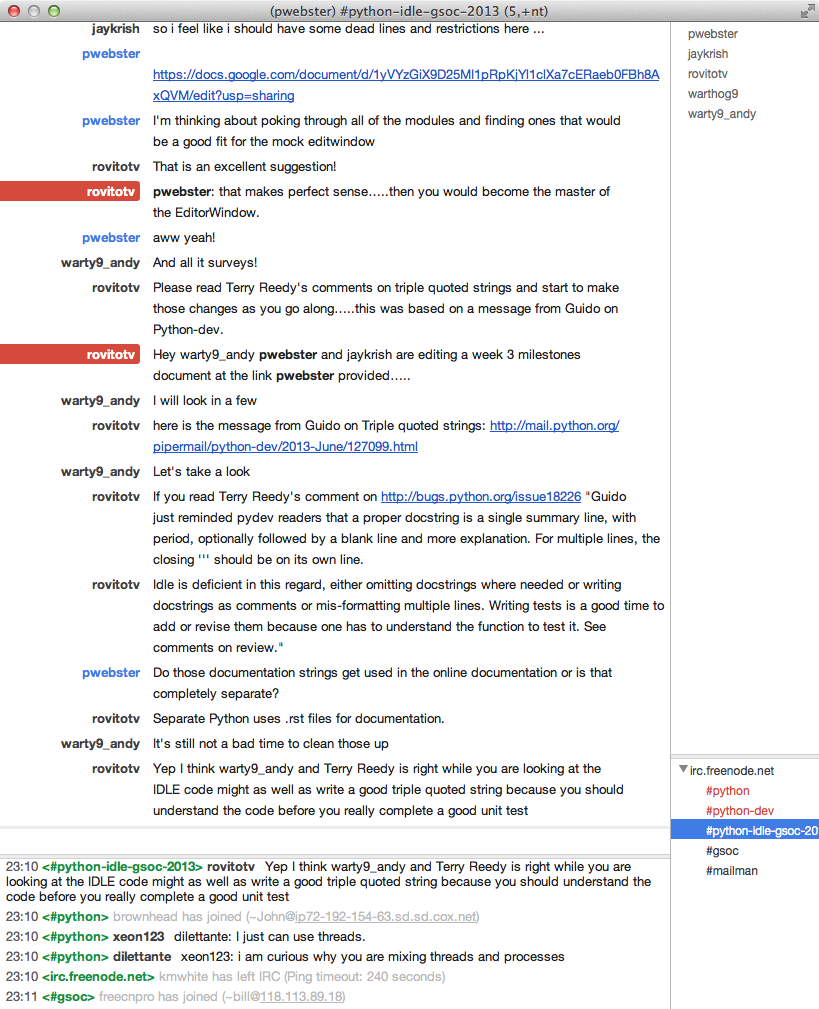 (pwebster) #python-idle-gsoc-2013 (5,+nt)
jaykrish so i feel like i should have some dead lines and restrictions here ...
pwebster
https://docs.google.com/document/d/1yVYzGiX9D25Ml1pRpKjYl1clXa7cERaeb0FBh8A
xQVM/edit?usp=sharing
pwebster I'm thinking about poking through all of the modules and finding ones that would
be a good fit for the mock editwindow
rovitotv That is an excellent suggestion!
rovitotv pwebster: that makes perfect sense.....then you would become the master of
the EditorWindow.
pwebster aww yeah!
warty9_andy And all it surveys!
rovitotv Please read Terry Reedy's comments on triple quoted strings and start to make
those changes as you go along.....this was based on a message from Guido on
Python-dev.
rovitotv Hey warty9_andy pwebster and jaykrish are editing a week 3 milestones
document at the link pwebster provided.....
warty9_andy I will look in a few
rovitotv here is the message from Guido on Triple quoted strings: http://mail.python.org/
pipermail/python-dev/2013-June/127099.html
warty9_andy Let's take a look
rovitotv If you read Terry Reedy's comment on http://bugs.python.org/issue18226 "Guido
just reminded pydev readers that a proper docstring is a single summary line, with
period, optionally followed by a blank line and more explanation. For multiple lines, the
closing ''' should be on its own line.
rovitotv Idle is deficient in this regard, either omitting docstrings where needed or writing
docstrings as comments or mis-formatting multiple lines. Writing tests is a good time to
add or revise them because one has to understand the function to test it. See
comments on review."
pwebster Do those documentation strings get used in the online documentation or is that
completely separate?
rovitotv Separate Python uses .rst files for documentation.
warty9_andy It's still not a bad time to clean those up
rovitotv Yep I think warty9_andy and Terry Reedy is right while you are looking at the
IDLE code might as well as write a good triple quoted string because you should
understand the code before you really complete a good unit test
23:10 <#python-idle-gsoc-2013> rovitotv Yep I think warty9_andy and Terry Reedy is right while you are
looking at the IDLE code might as well as write a good triple quoted string because you should understand the
code before you really complete a good unit test
23:10 <#python> brownhead has joined (~John@ip72-192-154-63.sd.sd.cox.net)
23:10 <#python> xeon123 dilettante: I just can use threads.
23:10 <#python> dilettante xeon123: i am curious why you are mixing threads and processes
23:10 <irc.freenode.net> kmwhite has left IRC (Ping timeout: 240 seconds)
23:11 <#gsoc> freecnpro has joined (~bill@118.113.89.18)
pwebster
jaykrish
rovitotv
warthog9
warty9_andy
irc.freenode.net
#python
#python-dev
#python-idle-gsoc-20
#gsoc
#mailman